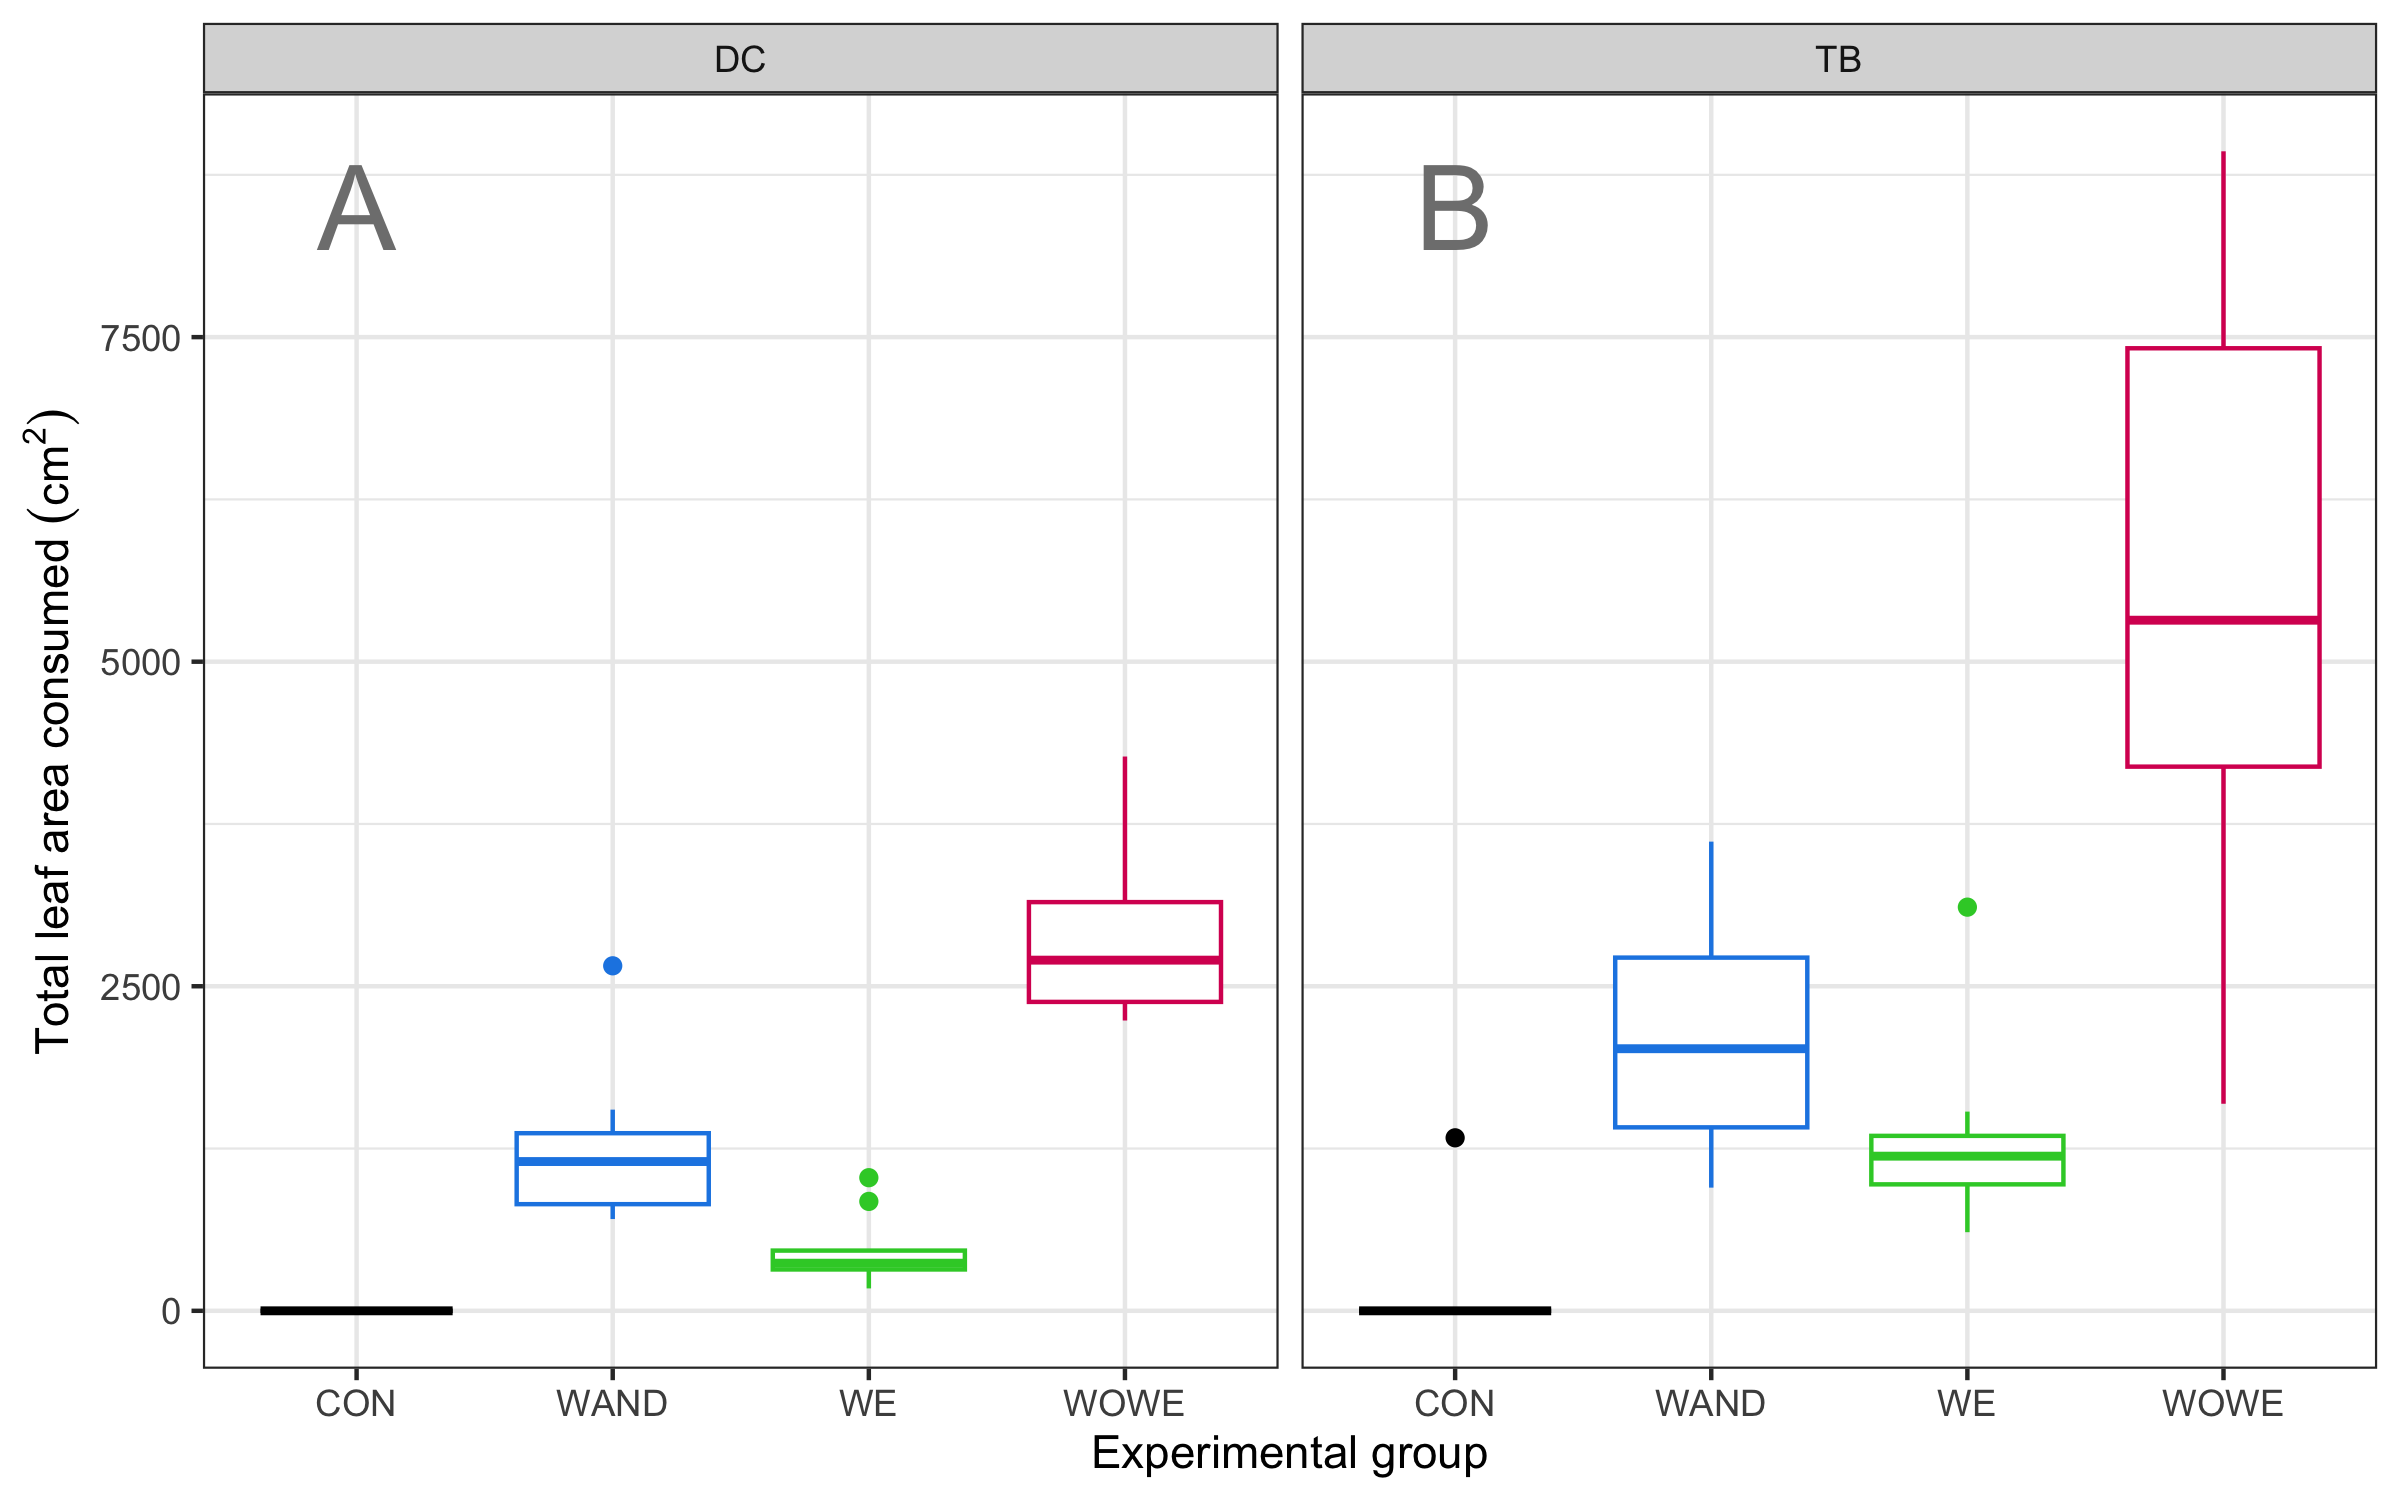 DC
TB
A
B
Total leaf area consumed (cm²)
7500
5000
2500
0
CON WAND WE WOWE
CON WAND WE WOWE
Experimental group